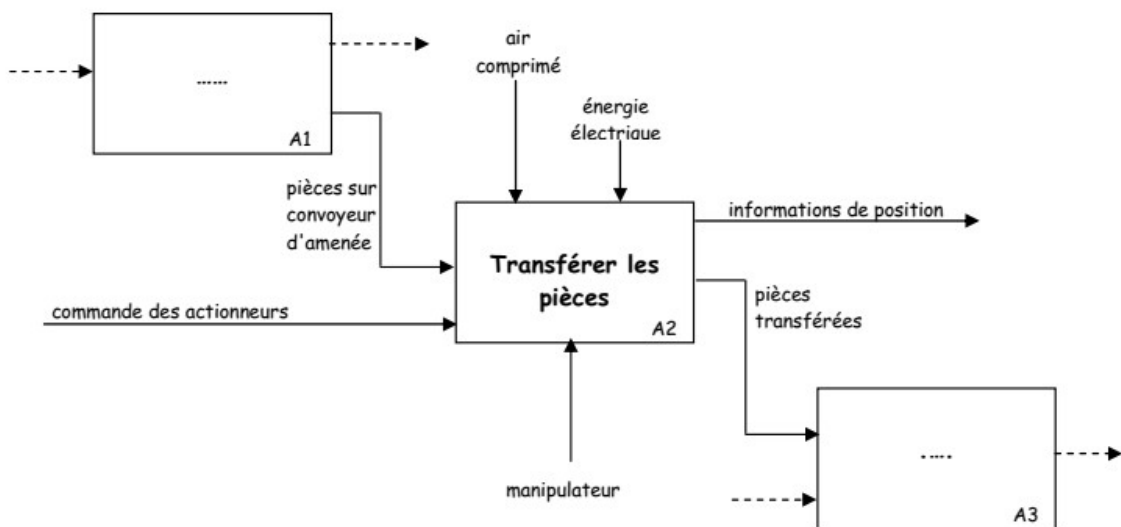 ......
A1
air
comprimé
énergie
électriaue
pièces sur
convoyeur
d'amenée
informations de position
Transférer les
pièces
A2
commande des actionneurs
pièces
transférées
manipulateur
.....
A3